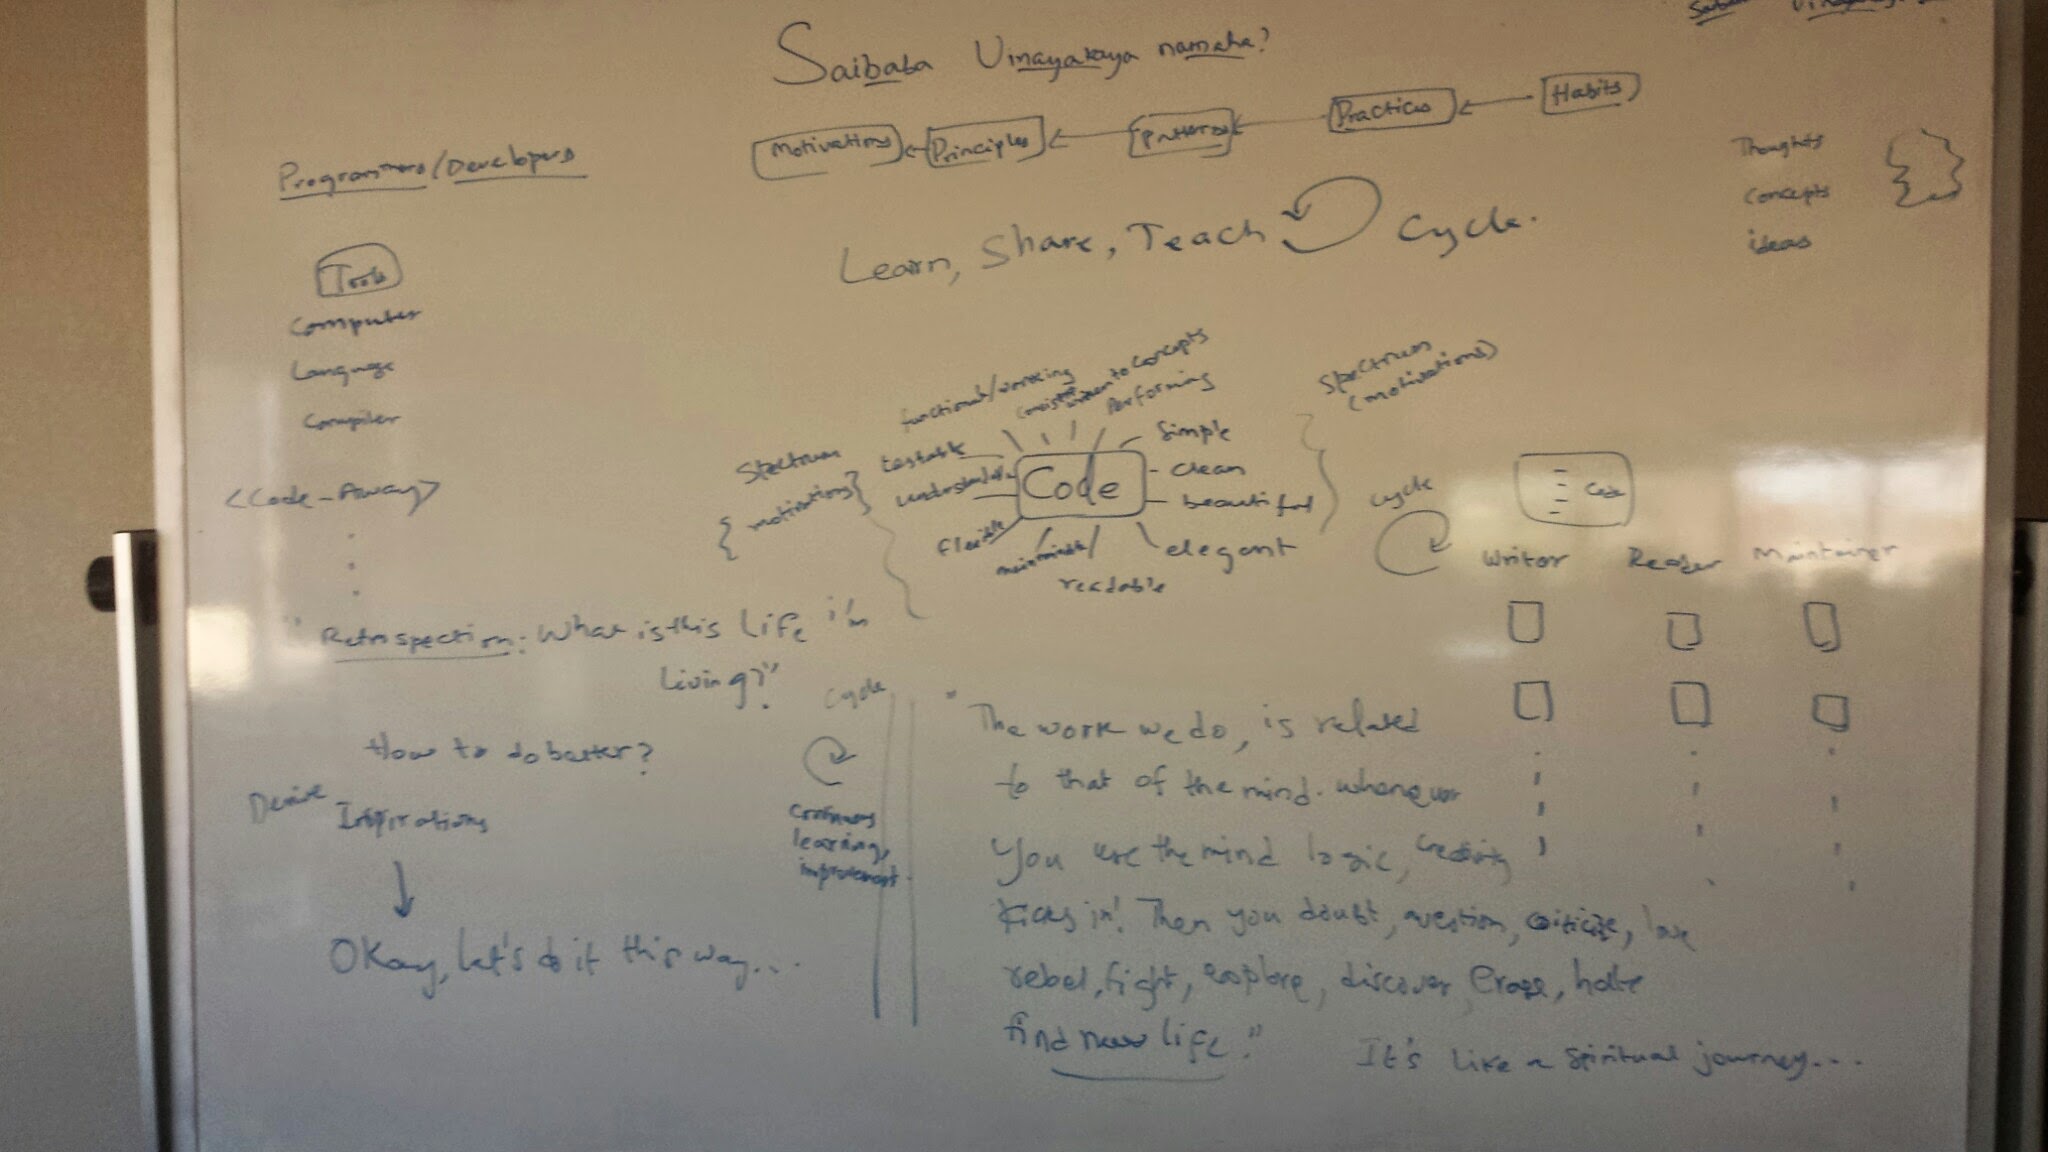 Saibaba Vinayakaya namaha?
Motivations Principles Patterns Practices Habits
Programmers/Developers
Thoughts
concepts
ideas
Learn, Share, Teach Cycle.
Tools
Computer
Language
Compiler
<Code-Away>
functional/working
to concepts
Performing
testable
Simple
clean
understandable
Code
beautiful
flexible
elegant
maintainable
readable
Spectrum
motivations
Spectrum
(motivations)
cycle
Code
Writer Reader Maintainer
"Retrospection: What is this life i'm
living?"
How to do better?
Derive Inspirations
Okay, let's do it this way...
cycle
continuous
learning,
improvement.
"The work we do, is related
to that of the mind. whenever
You use the mind logic, creativity
kicks in! Then you doubt, question, criticize, love
rebel, fight, explore, discover, erase, hate
find new life."
It's like a spiritual journey....